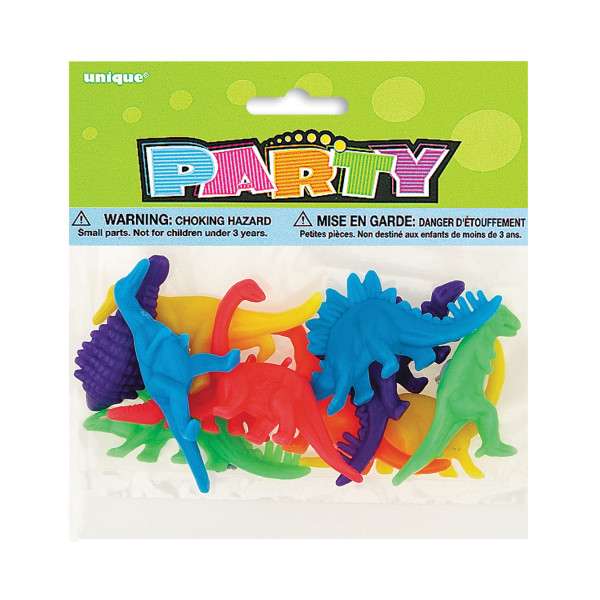 unique®
PARTY
⚠ WARNING: CHOKING HAZARD
Small parts. Not for children under 3 years.
⚠ MISE EN GARDE: DANGER D'ÉTOUFFEMENT
Petites pièces. Non destiné aux enfants de moins de 3 ans.